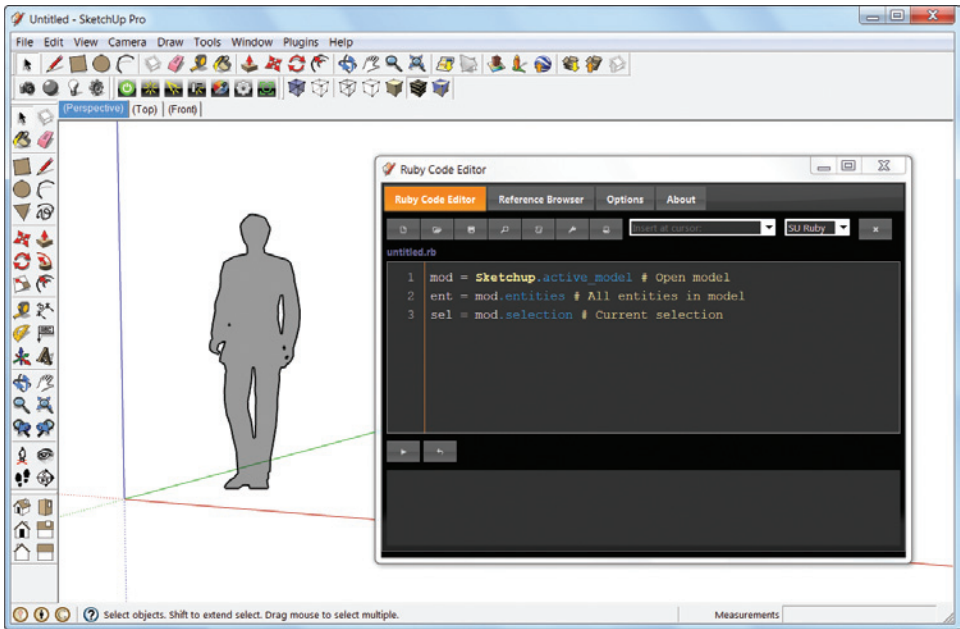 Untitled - SketchUp Pro
File Edit View Camera Draw Tools Window Plugins Help
(Perspective) (Top) (Front)
Ruby Code Editor
Ruby Code Editor Reference Browser Options About
Insert at cursor: SU Ruby
untitled.rb
1 mod = Sketchup.active_model # Open model
2 ent = mod.entities # All entities in model
3 sel = mod.selection # Current selection
Select objects. Shift to extend select. Drag mouse to select multiple. Measurements